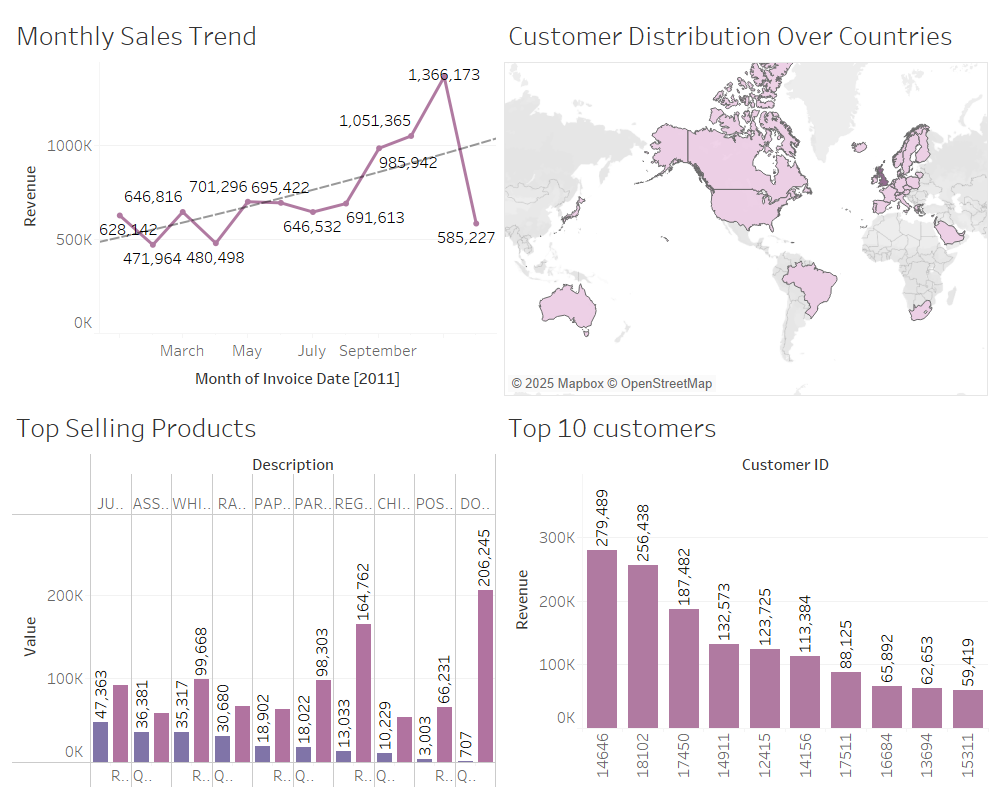 Monthly Sales Trend
1,366,173
1,051,365
1000K
985,942
701,296 695,422
646,816
691,613
646,532
628,142
500K
585,227
471,964 480,498
0K
Revenue
March May July September
Month of Invoice Date [2011]
Customer Distribution Over Countries
© 2025 Mapbox © OpenStreetMap
Top Selling Products
Description
JU.. ASS.. WHI.. RA.. PAP.. PAR.. REG.. CHI.. POS.. DO..
Value
200K
100K
0K
47,363
36,381
35,317
99,668
30,680
18,902
18,022
98,303
13,033
164,762
10,229
3,003
66,231
707
206,245
R.. Q.. R.. Q.. R.. Q.. R.. Q.. R.. Q..
Top 10 customers
Customer ID
Revenue
300K
200K
100K
0K
279,489
256,438
187,482
132,573
123,725
113,384
88,125
65,892
62,653
59,419
14646
18102
17450
14911
12415
14156
17511
16684
13694
15311